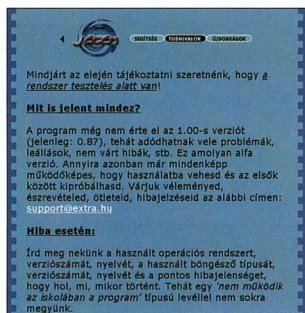 SEGÍTSÉG TUDNIVALÓK ÚJDONSÁGOK
Mindjárt az elején tájékoztatni szeretnénk, hogy a
rendszer tesztelés alatt van!
Mit is jelent mindez?
A program még nem érte el az 1.00-s verziót
(jelenleg: 0.87), tehát adódhatnak vele problémák,
leállások, nem várt hibák, stb. Ez amolyan alfa
verzió. Annyira azonban már mindenképp
működőképes, hogy használatba vehesd és az elsők
között kipróbálhasd. Várjuk véleményed,
észrevételed, ötleteid, hibajelzéseid az alábbi címen:
support@extra.hu
Hiba esetén:
Írd meg nekünk a használt operációs rendszert,
verziószámát, nyelvét, a használt böngésző típusát,
verziószámát, nyelvét és a pontos hibajelenséget,
hogy hol, mi, mikor történt. Tehát egy 'nem működik
az iskolában a program' típusú levéllel nem sokra
megyünk.